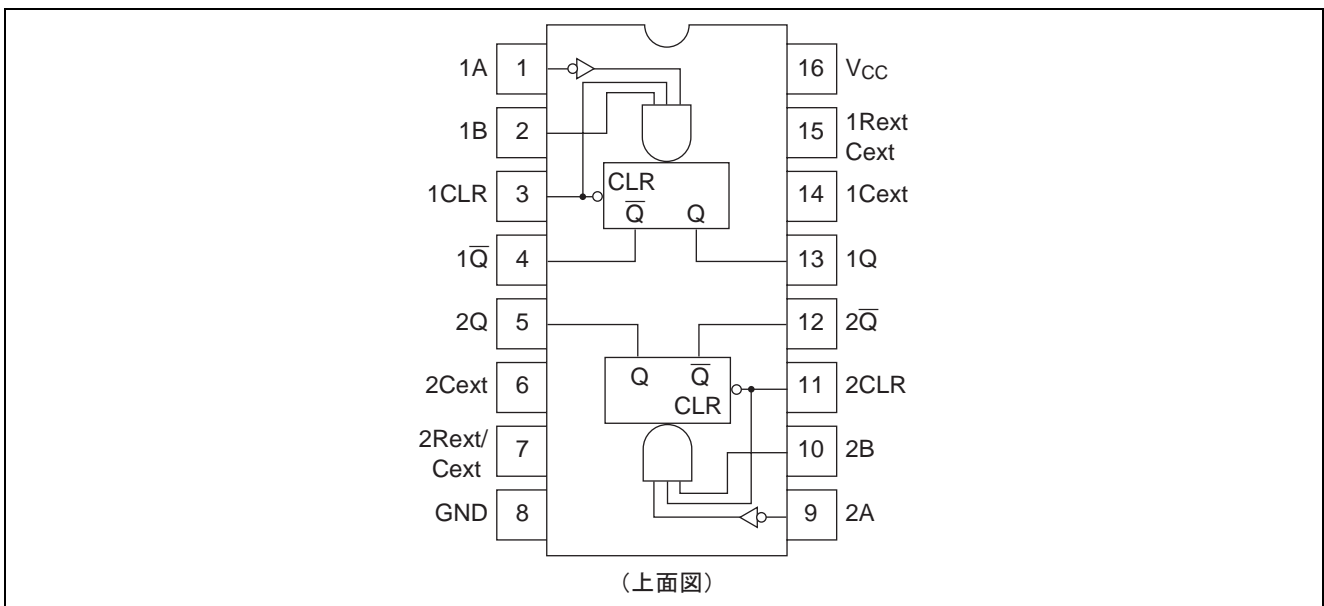 1A 1 16 VCC
1B 2 15 1Rext
Cext
1CLR 3 14 1Cext
CLR
Q̅ Q
1Q̅ 4 13 1Q
2Q 5 12 2Q̅
Q Q̅
2Cext 6 11 2CLR
CLR
2Rext/
Cext 7 10 2B
GND 8 9 2A
(上面図)